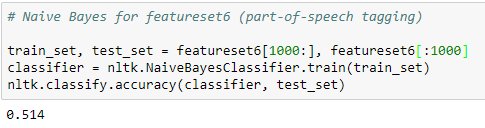 # Naive Bayes for featureset6 (part-of-speech tagging)
train_set, test_set = featureset6[1000:], featureset6[:1000]
classifier = nltk.NaiveBayesClassifier.train(train_set)
nltk.classify.accuracy(classifier, test_set)
0.514